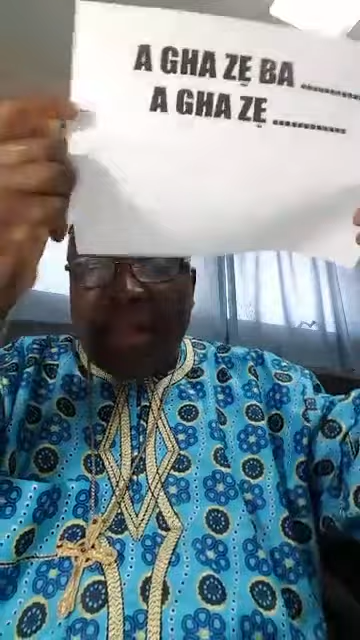 A GHA ZẸ BA ................
A GHA ZẸ ................